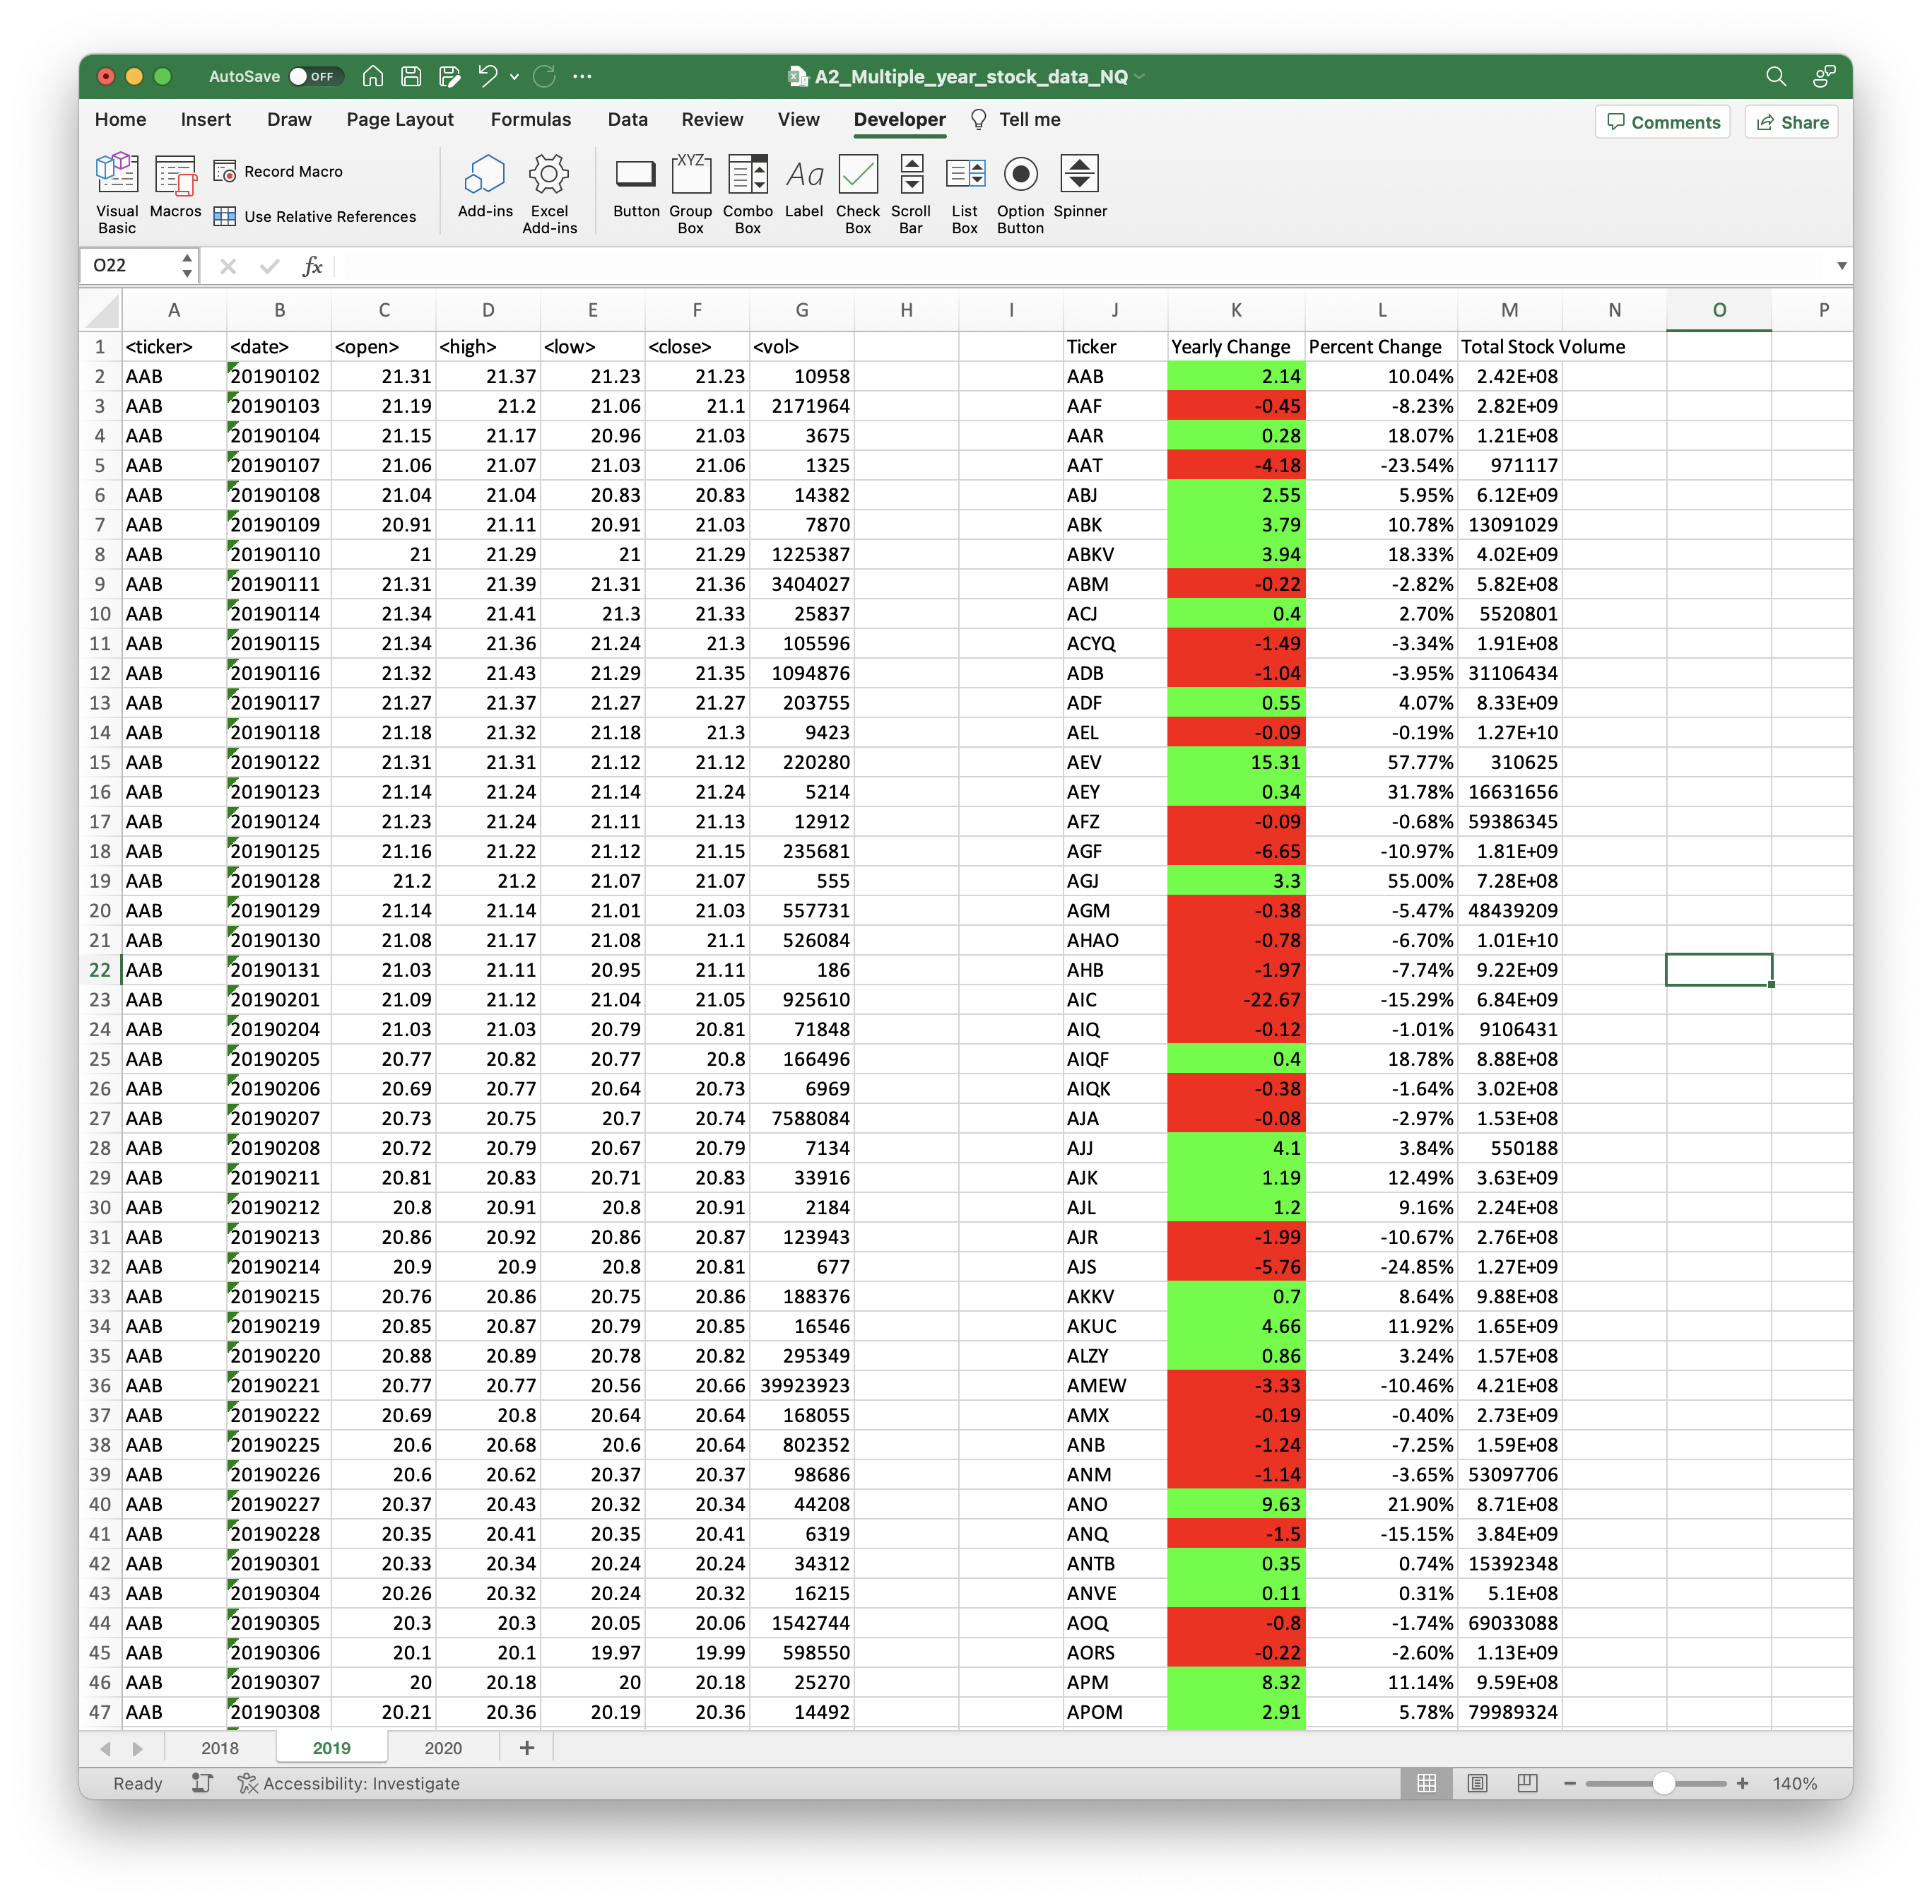 AutoSave OFF A2_Multiple_year_stock_data_NQ
Home Insert Draw Page Layout Formulas Data Review View Developer Tell me Comments Share
Visual Basic Macros Record Macro Use Relative References Add-ins Excel Add-ins Button XYZ Group Box Combo Box Aa Label Check Box Scroll Bar List Box Option Button Spinner
O22 fx
A B C D E F G H I J K L M N O P
1 <ticker> <date> <open> <high> <low> <close> <vol> Ticker Yearly Change Percent Change Total Stock Volume
2 AAB 20190102 21.31 21.37 21.23 21.23 10958 AAB 2.14 10.04% 2.42E+08
3 AAB 20190103 21.19 21.2 21.06 21.1 2171964 AAF -0.45 -8.23% 2.82E+09
4 AAB 20190104 21.15 21.17 20.96 21.03 3675 AAR 0.28 18.07% 1.21E+08
5 AAB 20190107 21.06 21.07 21.03 21.06 1325 AAT -4.18 -23.54% 971117
6 AAB 20190108 21.04 21.04 20.83 20.83 14382 ABJ 2.55 5.95% 6.12E+09
7 AAB 20190109 20.91 21.11 20.91 21.03 7870 ABK 3.79 10.78% 13091029
8 AAB 20190110 21 21.29 21 21.29 1225387 ABKV 3.94 18.33% 4.02E+09
9 AAB 20190111 21.31 21.39 21.31 21.36 3404027 ABM -0.22 -2.82% 5.82E+08
10 AAB 20190114 21.34 21.41 21.3 21.33 25837 ACJ 0.4 2.70% 5520801
11 AAB 20190115 21.34 21.36 21.24 21.3 105596 ACYQ -1.49 -3.34% 1.91E+08
12 AAB 20190116 21.32 21.43 21.29 21.35 1094876 ADB -1.04 -3.95% 31106434
13 AAB 20190117 21.27 21.37 21.27 21.27 203755 ADF 0.55 4.07% 8.33E+09
14 AAB 20190118 21.18 21.32 21.18 21.3 9423 AEL -0.09 -0.19% 1.27E+10
15 AAB 20190122 21.31 21.31 21.12 21.12 220280 AEV 15.31 57.77% 310625
16 AAB 20190123 21.14 21.24 21.14 21.24 5214 AEY 0.34 31.78% 16631656
17 AAB 20190124 21.23 21.24 21.11 21.13 12912 AFZ -0.09 -0.68% 59386345
18 AAB 20190125 21.16 21.22 21.12 21.15 235681 AGF -6.65 -10.97% 1.81E+09
19 AAB 20190128 21.2 21.2 21.07 21.07 555 AGJ 3.3 55.00% 7.28E+08
20 AAB 20190129 21.14 21.14 21.01 21.03 557731 AGM -0.38 -5.47% 48439209
21 AAB 20190130 21.08 21.17 21.08 21.1 526084 AHAO -0.78 -6.70% 1.01E+10
22 AAB 20190131 21.03 21.11 20.95 21.11 186 AHB -1.97 -7.74% 9.22E+09
23 AAB 20190201 21.09 21.12 21.04 21.05 925610 AIC -22.67 -15.29% 6.84E+09
24 AAB 20190204 21.03 21.03 20.79 20.81 71848 AIQ -0.12 -1.01% 9106431
25 AAB 20190205 20.77 20.82 20.77 20.8 166496 AIQF 0.4 18.78% 8.88E+08
26 AAB 20190206 20.69 20.77 20.64 20.73 6969 AIQK -0.38 -1.64% 3.02E+08
27 AAB 20190207 20.73 20.75 20.7 20.74 7588084 AJA -0.08 -2.97% 1.53E+08
28 AAB 20190208 20.72 20.79 20.67 20.79 7134 AJJ 4.1 3.84% 550188
29 AAB 20190211 20.81 20.83 20.71 20.83 33916 AJK 1.19 12.49% 3.63E+09
30 AAB 20190212 20.8 20.91 20.8 20.91 2184 AJL 1.2 9.16% 2.24E+08
31 AAB 20190213 20.86 20.92 20.86 20.87 123943 AJR -1.99 -10.67% 2.76E+08
32 AAB 20190214 20.9 20.9 20.8 20.81 677 AJS -5.76 -24.85% 1.27E+09
33 AAB 20190215 20.76 20.86 20.75 20.86 188376 AKKV 0.7 8.64% 9.88E+08
34 AAB 20190219 20.85 20.87 20.79 20.85 16546 AKUC 4.66 11.92% 1.65E+09
35 AAB 20190220 20.88 20.89 20.78 20.82 295349 ALZY 0.86 3.24% 1.57E+08
36 AAB 20190221 20.77 20.77 20.56 20.66 39923923 AMEW -3.33 -10.46% 4.21E+08
37 AAB 20190222 20.69 20.8 20.64 20.64 168055 AMX -0.19 -0.40% 2.73E+09
38 AAB 20190225 20.6 20.68 20.6 20.64 802352 ANB -1.24 -7.25% 1.59E+08
39 AAB 20190226 20.6 20.62 20.37 20.37 98686 ANM -1.14 -3.65% 53097706
40 AAB 20190227 20.37 20.43 20.32 20.34 44208 ANO 9.63 21.90% 8.71E+08
41 AAB 20190228 20.35 20.41 20.35 20.41 6319 ANQ -1.5 -15.15% 3.84E+09
42 AAB 20190301 20.33 20.34 20.24 20.24 34312 ANTB 0.35 0.74% 15392348
43 AAB 20190304 20.26 20.32 20.24 20.32 16215 ANVE 0.11 0.31% 5.1E+08
44 AAB 20190305 20.3 20.3 20.05 20.06 1542744 AOQ -0.8 -1.74% 69033088
45 AAB 20190306 20.1 20.1 19.97 19.99 598550 AORS -0.22 -2.60% 1.13E+09
46 AAB 20190307 20 20.18 20 20.18 25270 APM 8.32 11.14% 9.59E+08
47 AAB 20190308 20.21 20.36 20.19 20.36 14492 APOM 2.91 5.78% 79989324
2018 2019 2020 +
Ready Accessibility: Investigate 140%